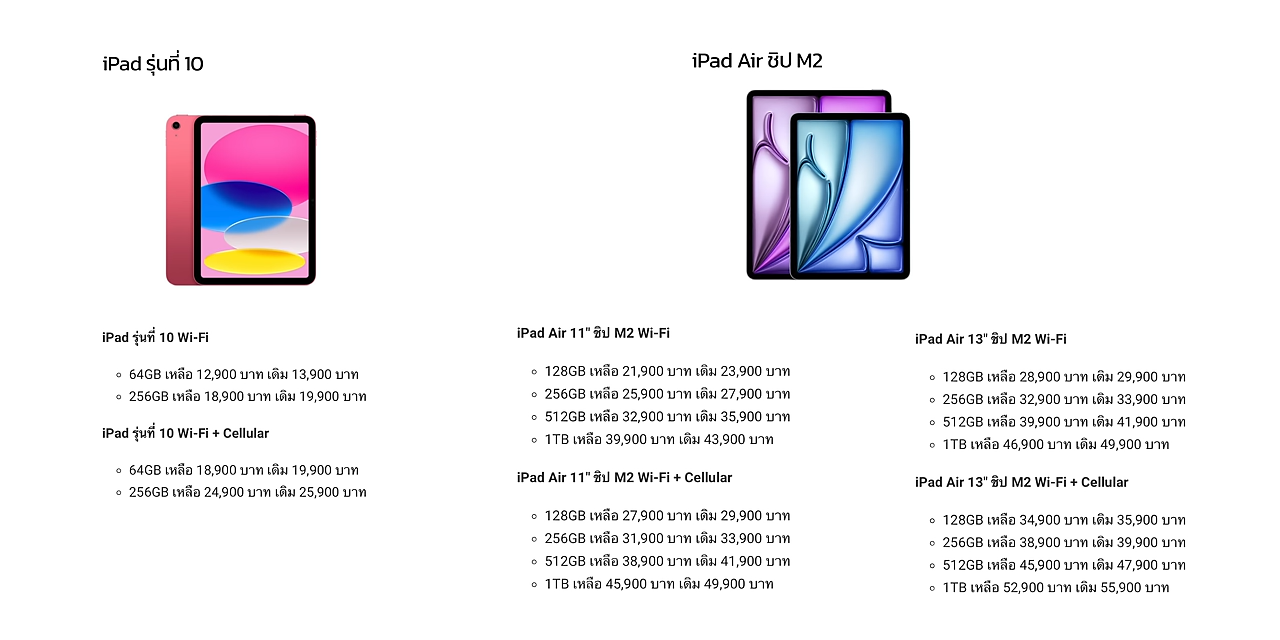 iPad รุ่นที่ 10
iPad Air ชิป M2
iPad รุ่นที่ 10 Wi-Fi
64GB เหลือ 12,900 บาท เดิม 13,900 บาท
256GB เหลือ 18,900 บาท เดิม 19,900 บาท
iPad รุ่นที่ 10 Wi-Fi + Cellular
64GB เหลือ 18,900 บาท เดิม 19,900 บาท
256GB เหลือ 24,900 บาท เดิม 25,900 บาท
iPad Air 11" ชิป M2 Wi-Fi
128GB เหลือ 21,900 บาท เดิม 23,900 บาท
256GB เหลือ 25,900 บาท เดิม 27,900 บาท
512GB เหลือ 32,900 บาท เดิม 35,900 บาท
1TB เหลือ 39,900 บาท เดิม 43,900 บาท
iPad Air 11" ชิป M2 Wi-Fi + Cellular
128GB เหลือ 27,900 บาท เดิม 29,900 บาท
256GB เหลือ 31,900 บาท เดิม 33,900 บาท
512GB เหลือ 38,900 บาท เดิม 41,900 บาท
1TB เหลือ 45,900 บาท เดิม 49,900 บาท
iPad Air 13" ชิป M2 Wi-Fi
128GB เหลือ 28,900 บาท เดิม 29,900 บาท
256GB เหลือ 32,900 บาท เดิม 33,900 บาท
512GB เหลือ 39,900 บาท เดิม 41,900 บาท
1TB เหลือ 46,900 บาท เดิม 49,900 บาท
iPad Air 13" ชิป M2 Wi-Fi + Cellular
128GB เหลือ 34,900 บาท เดิม 35,900 บาท
256GB เหลือ 38,900 บาท เดิม 39,900 บาท
512GB เหลือ 45,900 บาท เดิม 47,900 บาท
1TB เหลือ 52,900 บาท เดิม 55,900 บาท